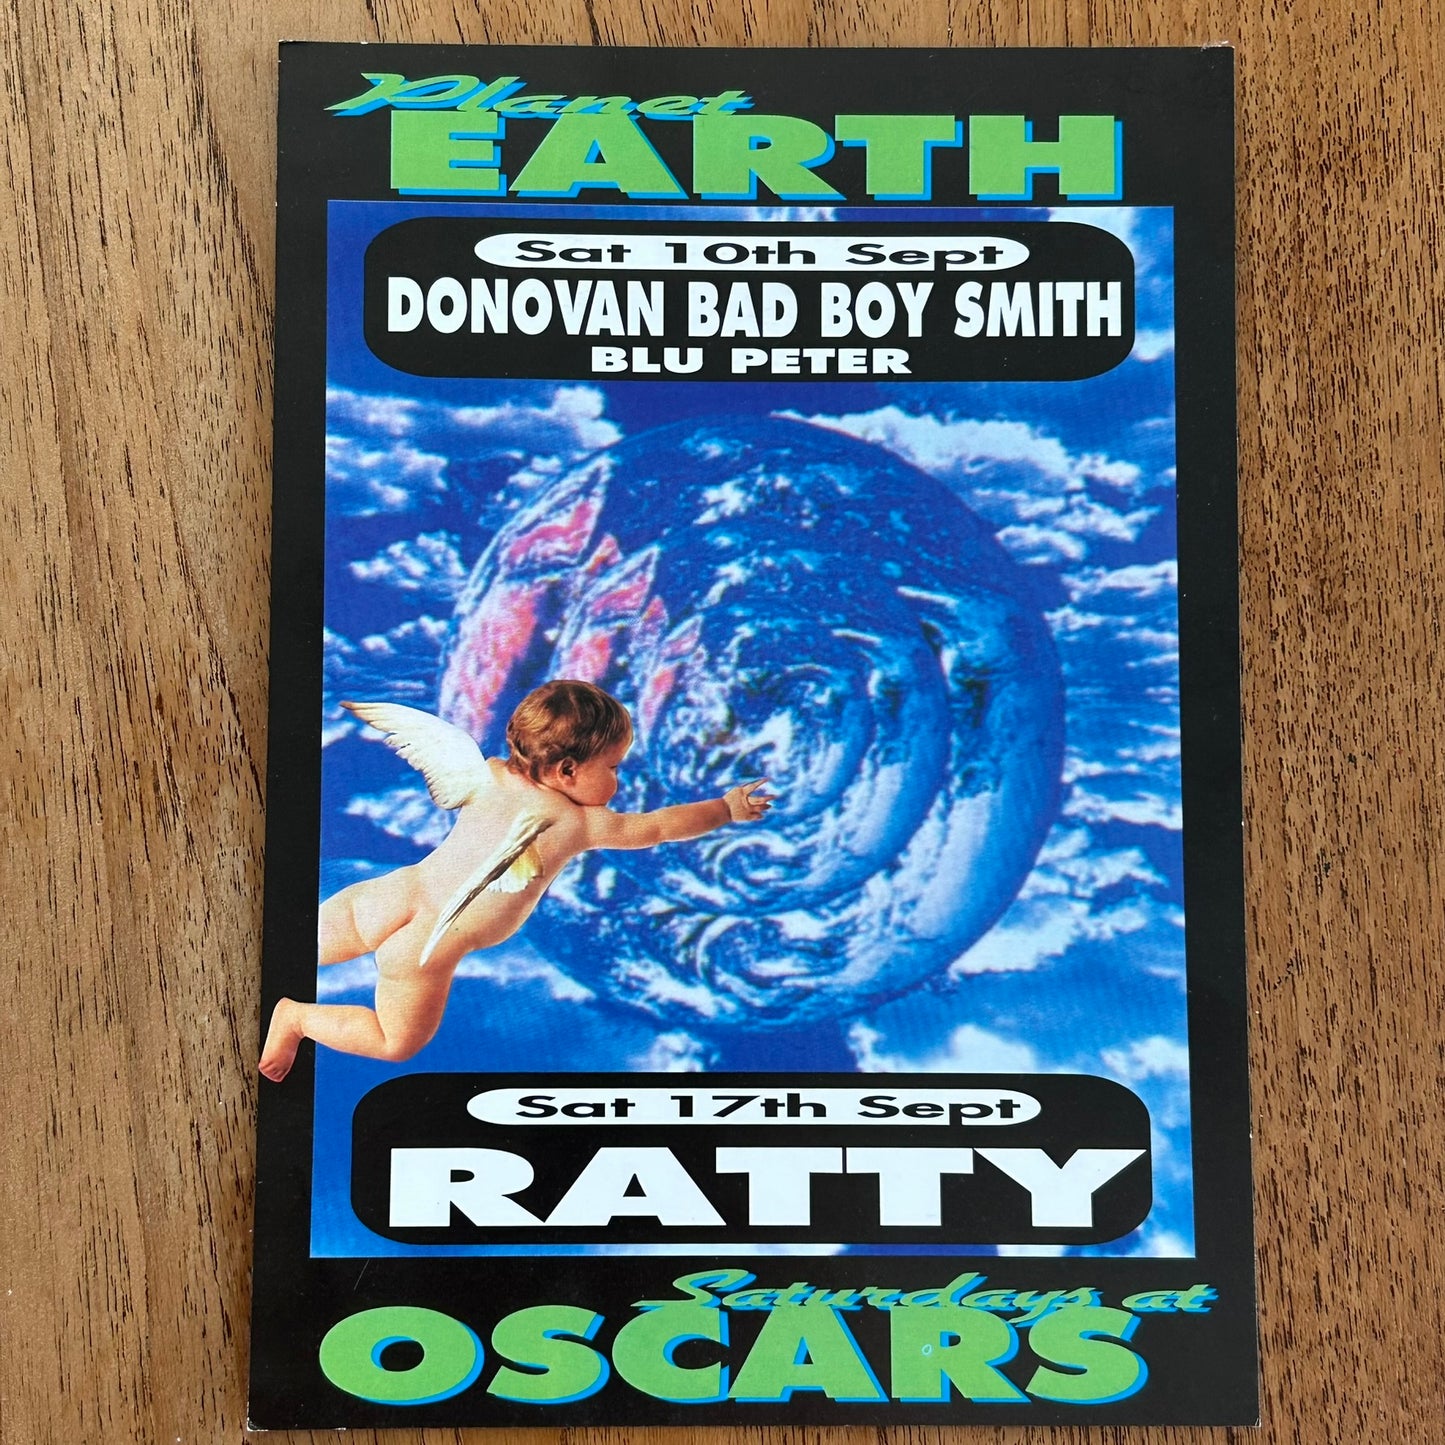 Planet
EARTH
Sat 10th Sept
DONOVAN BAD BOY SMITH
BLU PETER
Sat 17th Sept
RATTY
Saturdays at
OSCARS